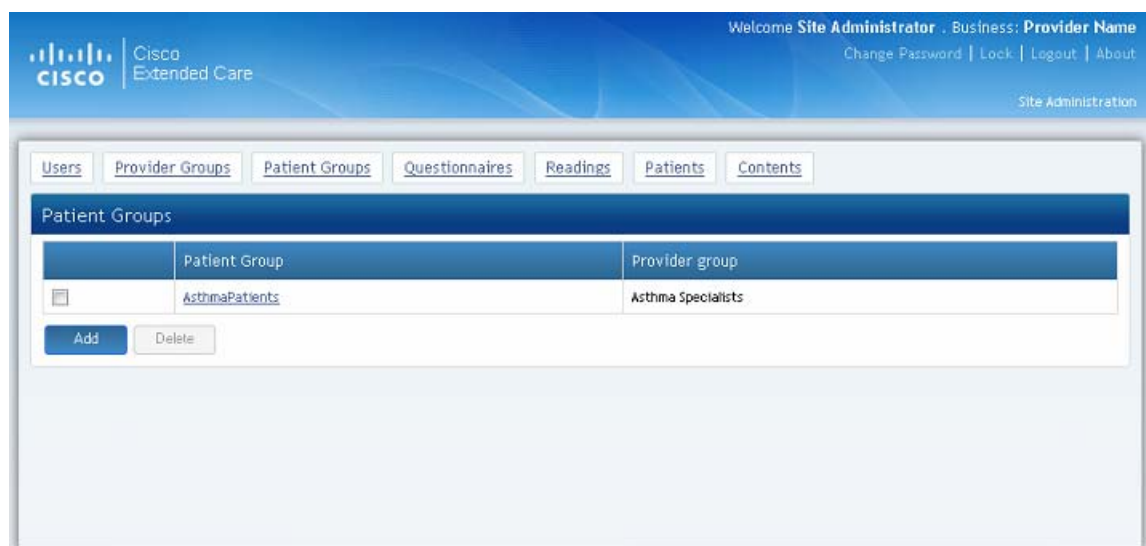 Welcome Site Administrator . Business: Provider Name
Change Password | Lock | Logout | About
CISCO
Cisco
Extended Care
Site Administration
Users Provider Groups Patient Groups Questionnaires Readings Patients Contents
Patient Groups
Patient Group Provider group
AsthmaPatients Asthma Specialists
Add Delete